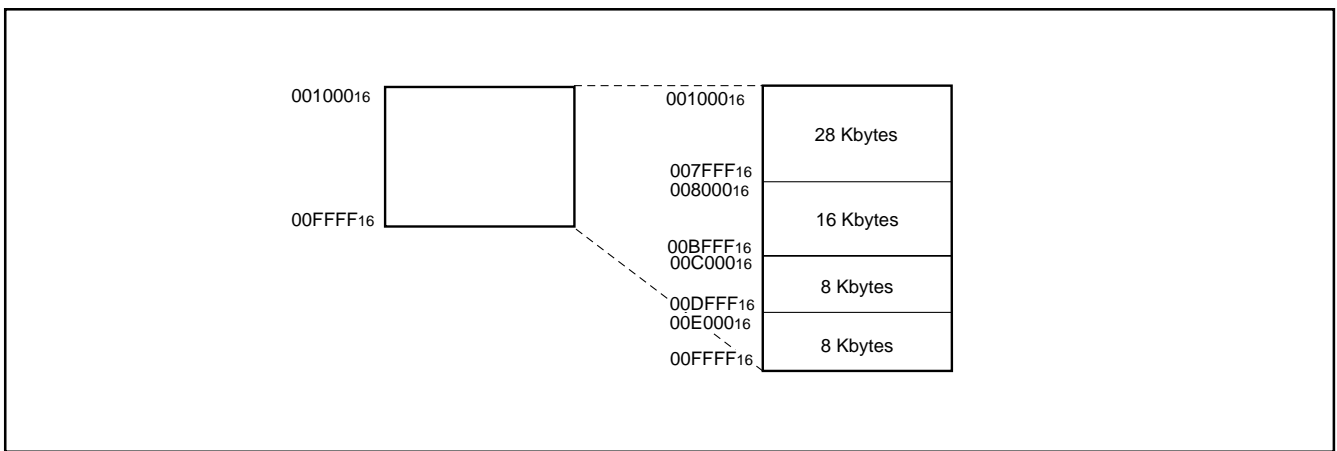 00100016
00FFFF16
00100016
28 Kbytes
007FFF16
00800016
16 Kbytes
00BFFF16
00C00016
8 Kbytes
00DFFF16
00E00016
8 Kbytes
00FFFF16